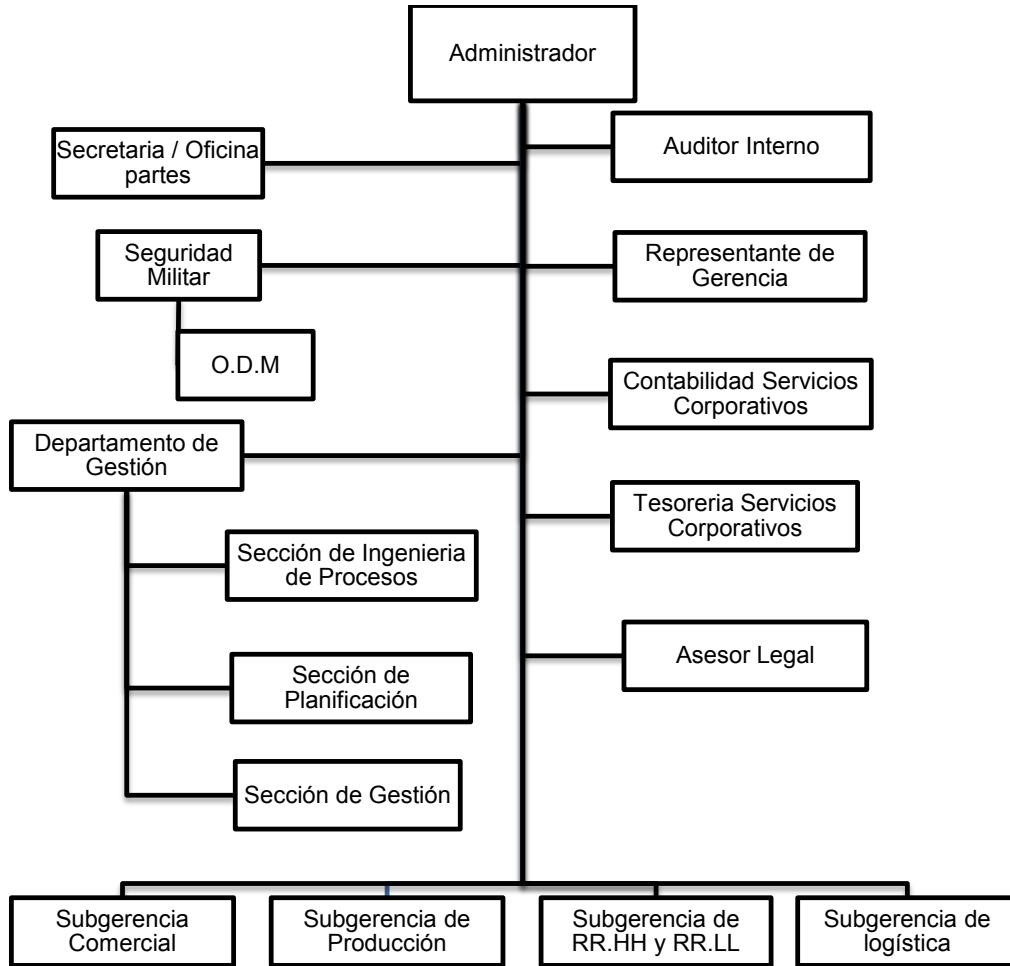 Administrador
Secretaria / Oficina
partes
Auditor Interno
Seguridad
Militar
Representante de
Gerencia
O.D.M
Contabilidad Servicios
Corporativos
Departamento de
Gestión
Tesoreria Servicios
Corporativos
Sección de Ingenieria
de Procesos
Asesor Legal
Sección de
Planificación
Sección de Gestión
Subgerencia
Comercial
Subgerencia de
Producción
Subgerencia de
RR.HH y RR.LL
Subgerencia de
logística